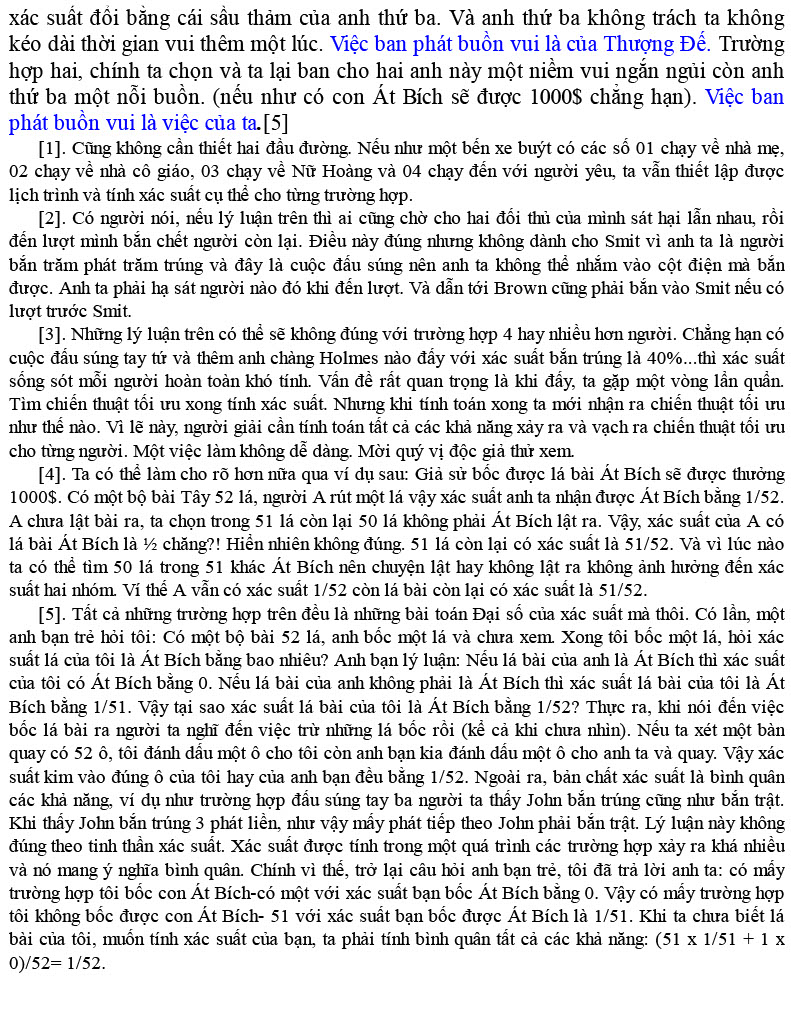 xác suất đổi bằng cái sầu thảm của anh thứ ba. Và anh thứ ba không trách ta không
kéo dài thời gian vui thêm một lúc. Việc ban phát buồn vui là của Thượng Đế. Trường
hợp hai, chính ta chọn và ta lại ban cho hai anh này một niềm vui ngắn ngủi còn anh
thứ ba một nỗi buồn. (nếu như có con Át Bích sẽ được 1000$ chẳng hạn). Việc ban
phát buồn vui là việc của ta.[5]
[1]. Cũng không cần thiết hai đầu đường. Nếu như một bến xe buýt có các số 01 chạy về nhà mẹ,
02 chạy về nhà cô giáo, 03 chạy về Nữ Hoàng và 04 chạy đến với người yêu, ta vẫn thiết lập được
lịch trình và tính xác suất cụ thể cho từng trường hợp.
[2]. Có người nói, nếu lý luận trên thì ai cũng chờ cho hai đối thủ của mình sát hại lẫn nhau, rồi
đến lượt mình bắn chết người còn lại. Điều này đúng nhưng không dành cho Smit vì anh ta là người
bắn trăm phát trăm trúng và đây là cuộc đấu súng nên anh ta không thể nhắm vào cột điện mà bắn
được. Anh ta phải hạ sát người nào đó khi đến lượt. Và dẫn tới Brown cũng phải bắn vào Smit nếu có
lượt trước Smit.
[3]. Những lý luận trên có thể sẽ không đúng với trường hợp 4 hay nhiều hơn người. Chẳng hạn có
cuộc đấu súng tay tứ và thêm anh chàng Holmes nào đấy với xác suất bắn trúng là 40%...thì xác suất
sống sót mỗi người hoàn toàn khó tính. Vấn đề rất quan trọng là khi đấy, ta gặp một vòng lẩn quẩn.
Tìm chiến thuật tối ưu xong tính xác suất. Nhưng khi tính toán xong ta mới nhận ra chiến thuật tối ưu
như thế nào. Vì lẽ này, người giải cần tính toán tất cả các khả năng xảy ra và vạch ra chiến thuật tối ưu
cho từng người. Một việc làm không dễ dàng. Mời quý vị độc giả thử xem.
[4]. Ta có thể làm cho rõ hơn nữa qua ví dụ sau: Giả sử bốc được lá bài Át Bích sẽ được thưởng
1000$. Có một bộ bài Tây 52 lá, người A rút một lá vậy xác suất anh ta nhận được Át Bích bằng 1/52.
A chưa lật bài ra, ta chọn trong 51 lá còn lại 50 lá không phải Át Bích lật ra. Vậy, xác suất của A có
lá bài Át Bích là ½ chăng?! Hiển nhiên không đúng. 51 lá còn lại có xác suất là 51/52. Và vì lúc nào
ta có thể tìm 50 lá trong 51 khác Át Bích nên chuyện lật hay không lật ra không ảnh hưởng đến xác
suất hai nhóm. Ví thế A vẫn có xác suất 1/52 còn lá bài còn lại có xác suất là 51/52.
[5]. Tất cả những trường hợp trên đều là những bài toán Đại số của xác suất mà thôi. Có lần, một
anh bạn trẻ hỏi tôi: Có một bộ bài 52 lá, anh bốc một lá và chưa xem. Xong tôi bốc một lá, hỏi xác
suất lá của tôi là Át Bích bằng bao nhiêu? Anh bạn lý luận: Nếu lá bài của anh là Át Bích thì xác suất
của tôi có Át Bích bằng 0. Nếu lá bài của anh không phải là Át Bích thì xác suất lá bài của tôi là Át
Bích bằng 1/51. Vậy tại sao xác suất lá bài của tôi là Át Bích bằng 1/52? Thực ra, khi nói đến việc
bốc lá bài ra người ta nghĩ đến việc trừ những lá bốc rồi (kể cả khi chưa nhìn). Nếu ta xét một bàn
quay có 52 ô, tôi đánh dấu một ô cho tôi còn anh bạn kia đánh dấu một ô cho anh ta và quay. Vậy xác
suất kim vào đúng ô của tôi hay của anh bạn đều bằng 1/52. Ngoài ra, bản chất xác suất là bình quân
các khả năng, ví dụ như trường hợp đấu súng tay ba người ta thấy John bắn trúng cũng như bắn trật.
Khi thấy John bắn trúng 3 phát liền, như vậy mấy phát tiếp theo John phải bắn trật. Lý luận này không
đúng theo tinh thần xác suất. Xác suất được tính trong một quá trình các trường hợp xảy ra khá nhiều
và nó mang ý nghĩa bình quân. Chính vì thế, trở lại câu hỏi anh bạn trẻ, tôi đã trả lời anh ta: có mấy
trường hợp tôi bốc con Át Bích-có một với xác suất bạn bốc Át Bích bằng 0. Vậy có mấy trường hợp
tôi không bốc được con Át Bích- 51 với xác suất bạn bốc được Át Bích là 1/51. Khi ta chưa biết lá
bài của tôi, muốn tính xác suất của bạn, ta phải tính bình quân tất cả các khả năng: (51 x 1/51 + 1 x
0)/52= 1/52.